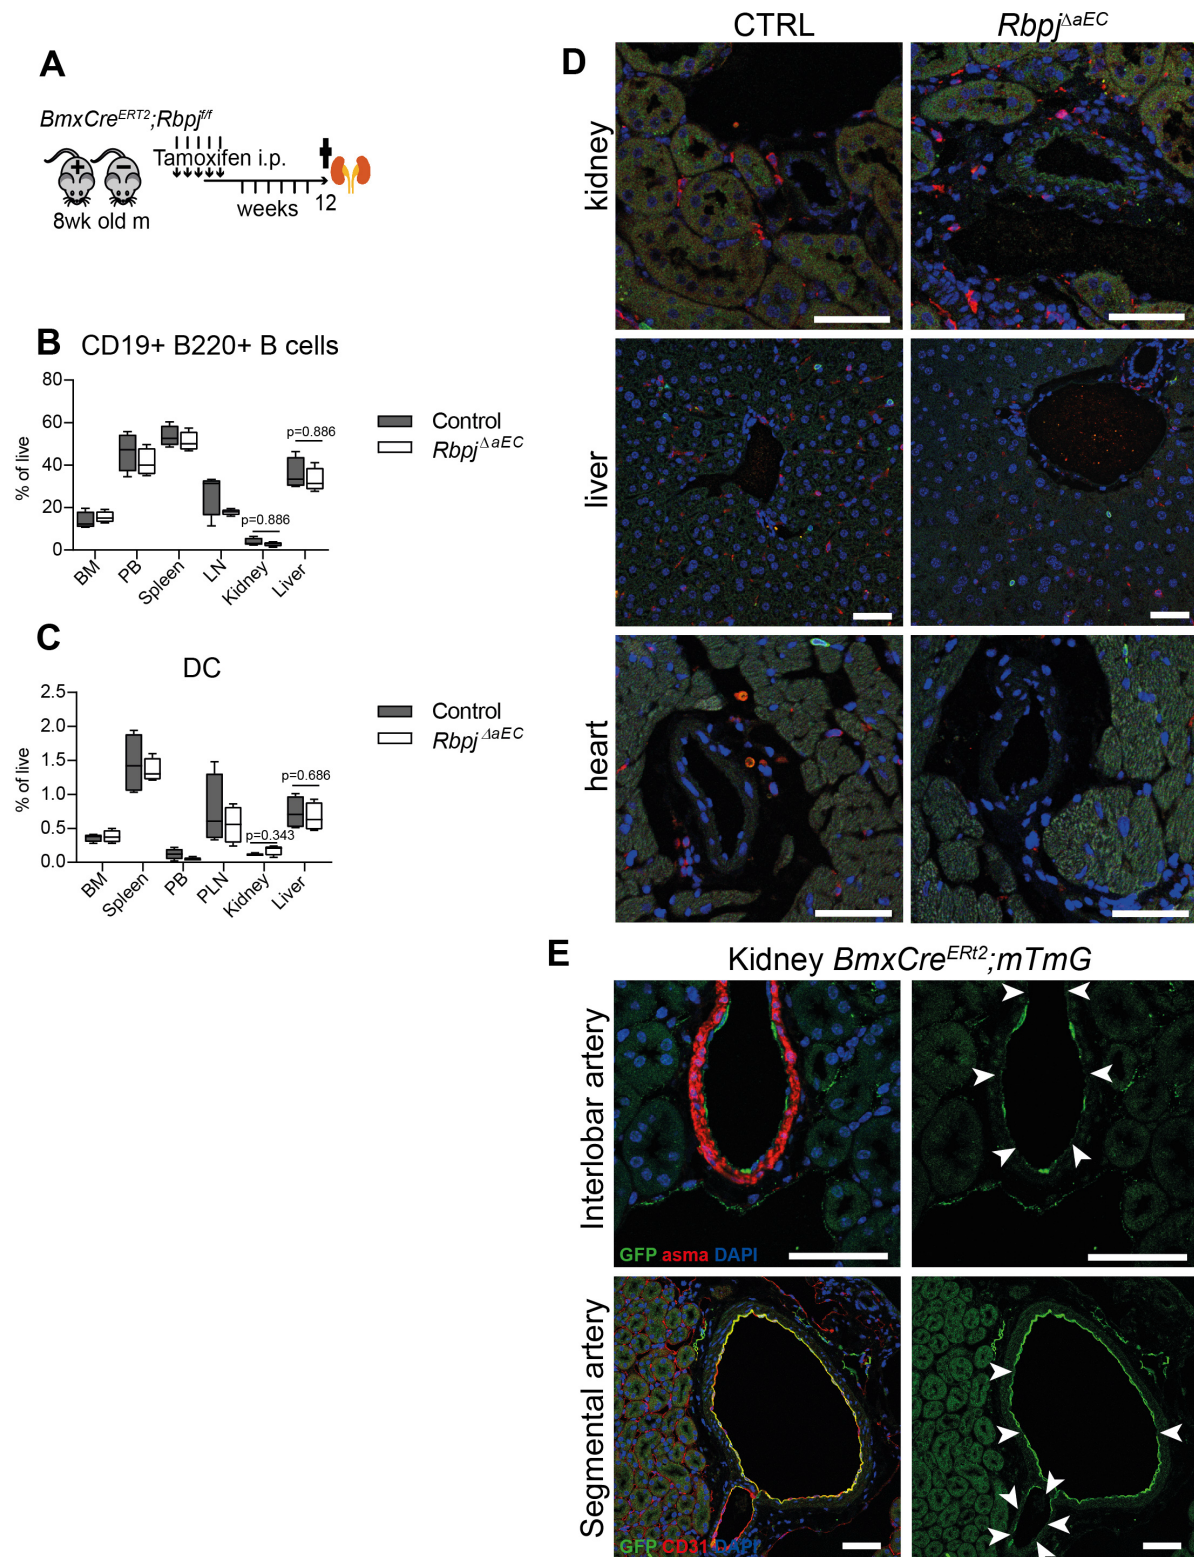 A
BmxCreERT2;Rbpjf/f
+
−
Tamoxifen i.p.
weeks
12
8wk old m
B
CD19+ B220+ B cells
% of live
80
60
40
20
0
p=0.886
p=0.886
BM
PB
Spleen
LN
Kidney
Liver
Control
RbpjΔaEC
C
DC
% of live
2.5
2.0
1.5
1.0
0.5
0.0
p=0.686
p=0.343
BM
Spleen
PB
PLN
Kidney
Liver
Control
Rbpj ΔaEC
D
CTRL
RbpjΔaEC
kidney
liver
heart
E
Kidney BmxCreERt2;mTmG
Interlobar artery
GFP asma DAPI
Segmental artery
GFP CD31 DAPI